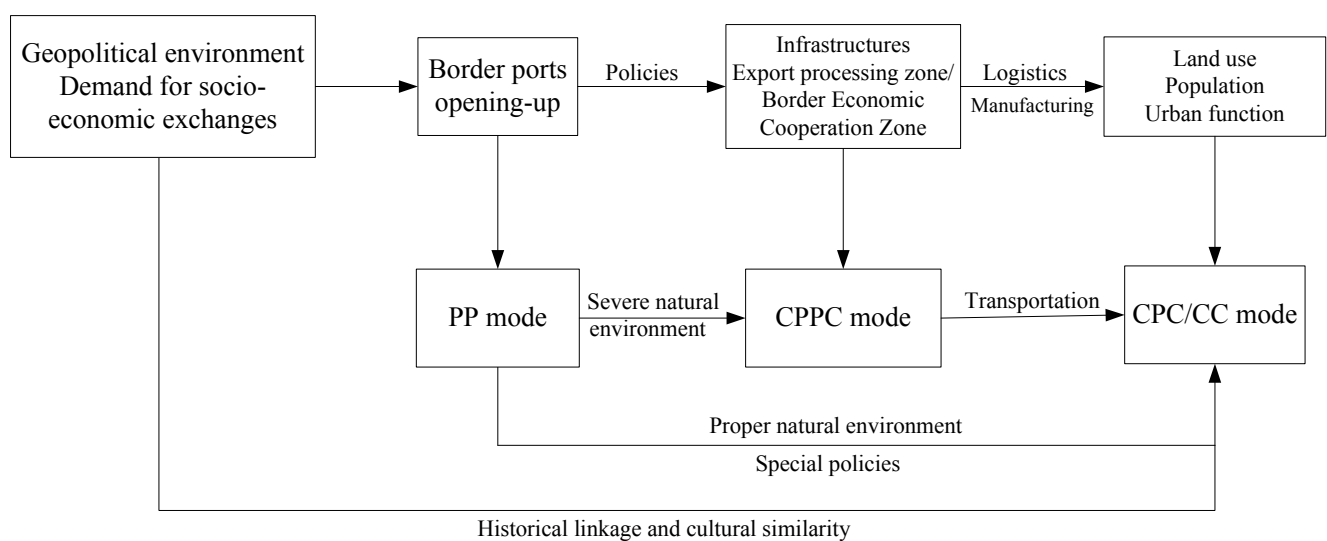 Geopolitical environment
Demand for socio-
economic exchanges
Border ports
opening-up
Policies
Infrastructures
Export processing zone/
Border Economic
Cooperation Zone
Logistics
Manufacturing
Land use
Population
Urban function
PP mode
Severe natural
environment
CPPC mode
Transportation
CPC/CC mode
Proper natural environment
Special policies
Historical linkage and cultural similarity